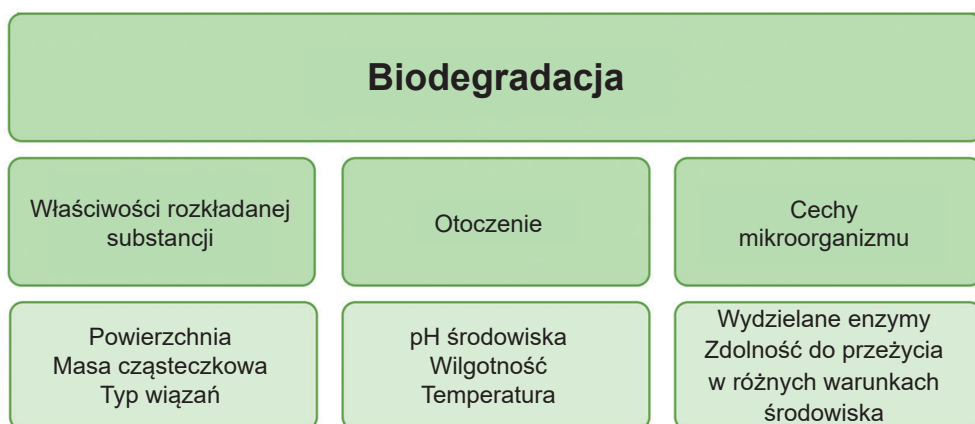 Biodegradacja
Właściwości rozkładanej
substancji
Otoczenie
Cechy
mikroorganizmu
Powierzchnia
Masa cząsteczkowa
Typ wiązań
pH środowiska
Wilgotność
Temperatura
Wydzielane enzymy
Zdolność do przeżycia
w różnych warunkach
środowiska